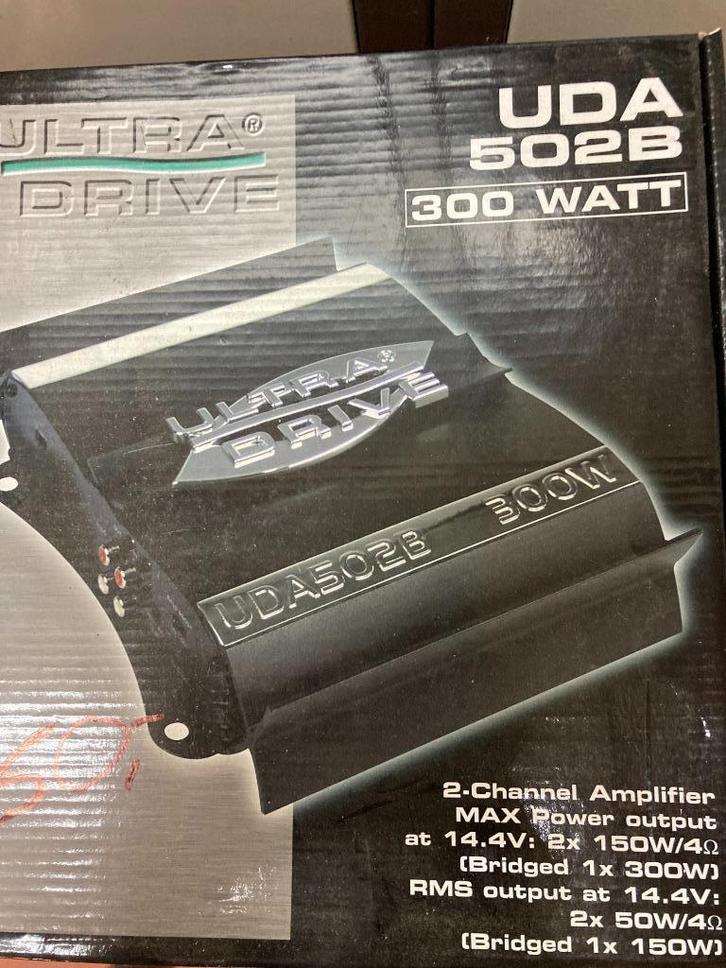 ULTRA®
DRIVE
UDA
502B
300 WATT
ULTRA®
DRIVE
UDA502B 300W
50,-
2-Channel Amplifier
MAX Power output
at 14.4V: 2x 150W/4Ω
(Bridged 1x 300W)
RMS output at 14.4V:
2x 50W/4Ω
(Bridged 1x 150W)